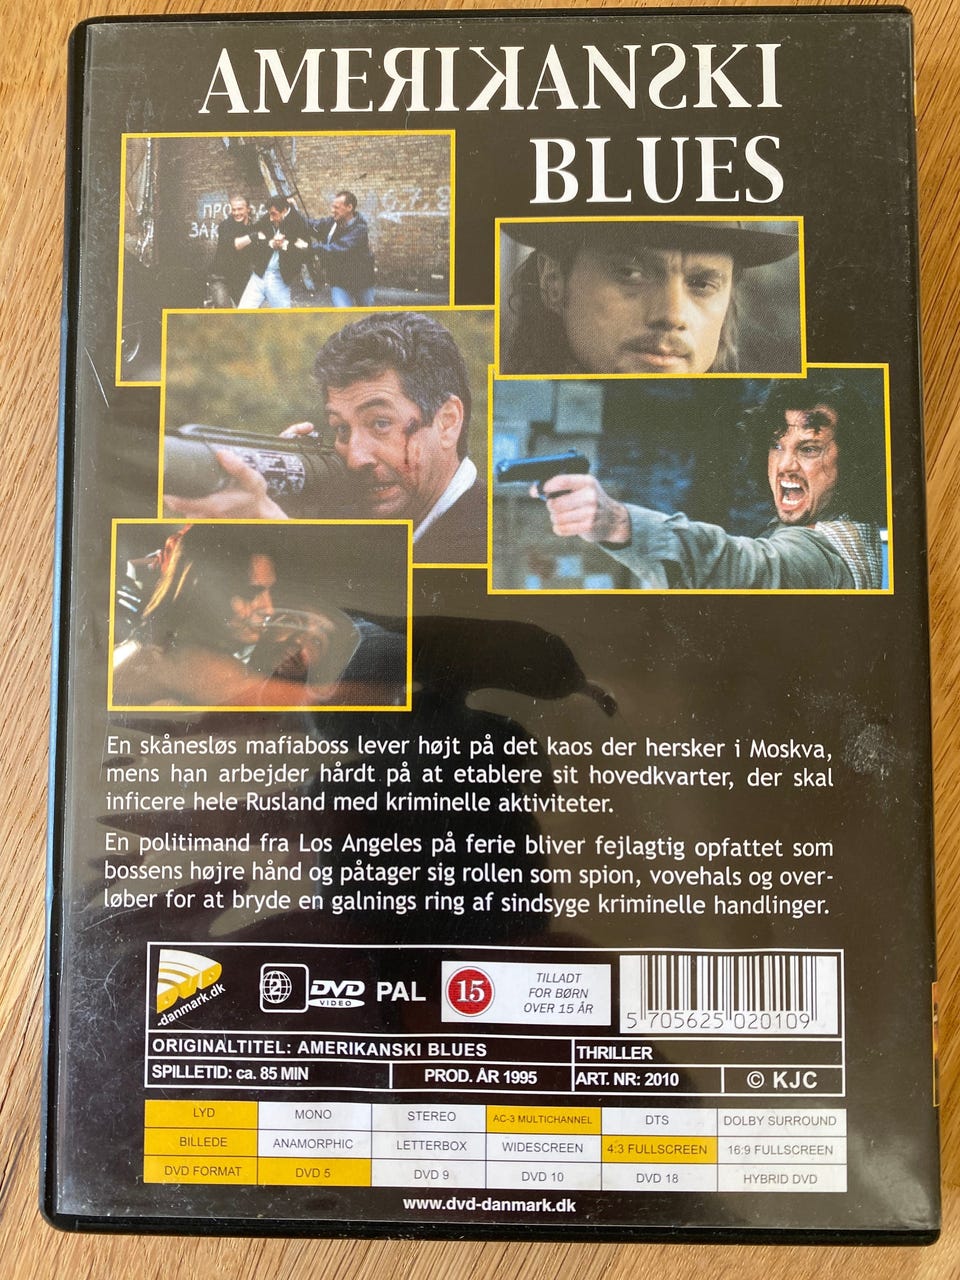 AMEЯIKANSKI
BLUES
En skånesløs mafiaboss lever højt på det kaos der hersker i Moskva,
mens han arbejder hårdt på at etablere sit hovedkvarter, der skal
inficere hele Rusland med kriminelle aktiviteter.
En politimand fra Los Angeles på ferie bliver fejlagtig opfattet som
bossens højre hånd og påtager sig rollen som spion, vovehals og over-
løber for at bryde en galnings ring af sindsyge kriminelle handlinger.
DVD
-danmark.dk
2
DVD
VIDEO
PAL
15
TILLADT
FOR BØRN
OVER 15 ÅR
5 705625 020109
ORIGINALTITEL: AMERIKANSKI BLUES
THRILLER
SPILLETID: ca. 85 MIN
PROD. ÅR 1995
ART. NR: 2010
© KJC
LYD MONO STEREO AC-3 MULTICHANNEL DTS DOLBY SURROUND
BILLEDE ANAMORPHIC LETTERBOX WIDESCREEN 4:3 FULLSCREEN 16:9 FULLSCREEN
DVD FORMAT DVD 5 DVD 9 DVD 10 DVD 18 HYBRID DVD
www.dvd-danmark.dk